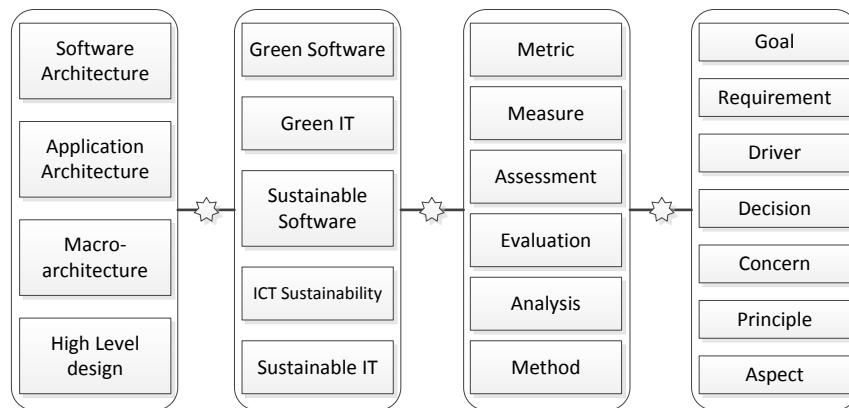 Software
Architecture
Application
Architecture
Macro-
architecture
High Level
design
Green Software
Green IT
Sustainable
Software
ICT Sustainability
Sustainable IT
Metric
Measure
Assessment
Evaluation
Analysis
Method
Goal
Requirement
Driver
Decision
Concern
Principle
Aspect